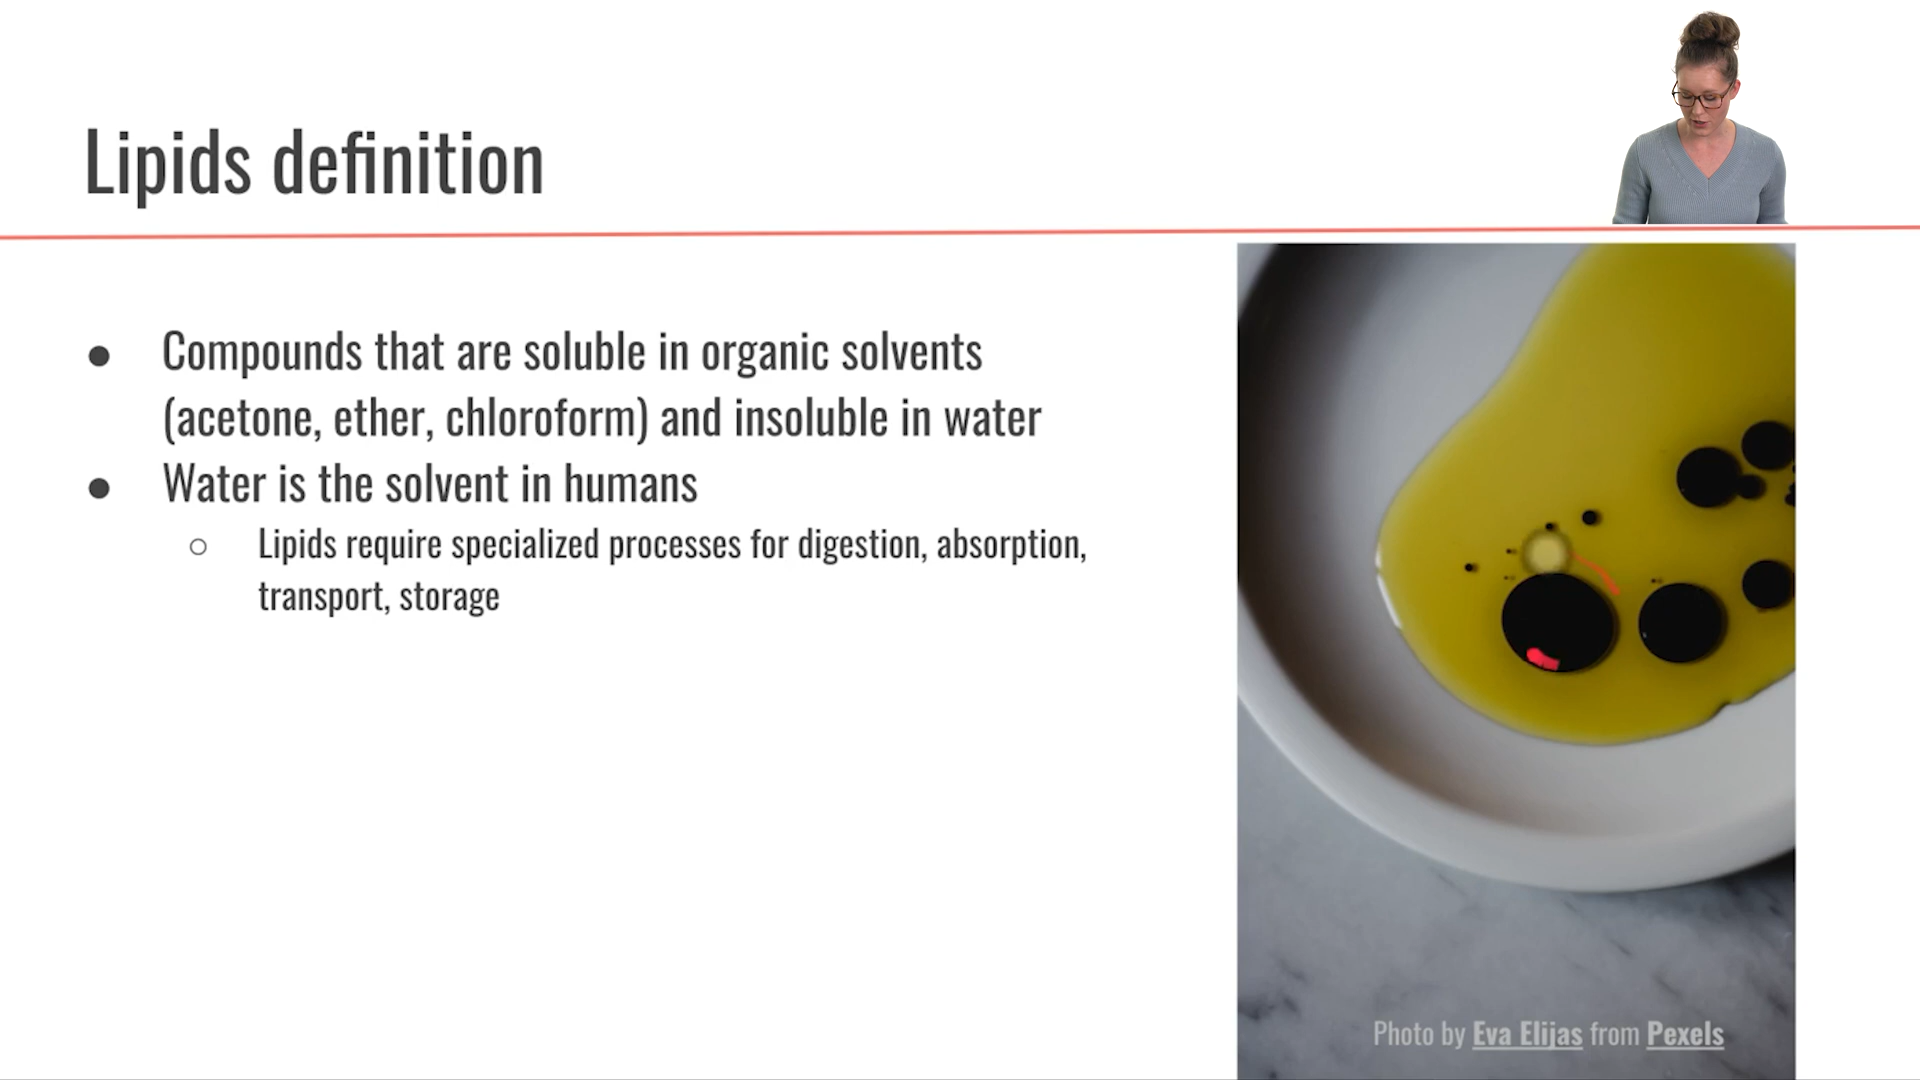 Lipids definition
● Compounds that are soluble in organic solvents
(acetone, ether, chloroform) and insoluble in water
● Water is the solvent in humans
○ Lipids require specialized processes for digestion, absorption,
transport, storage
Photo by Eva Elijas from Pexels